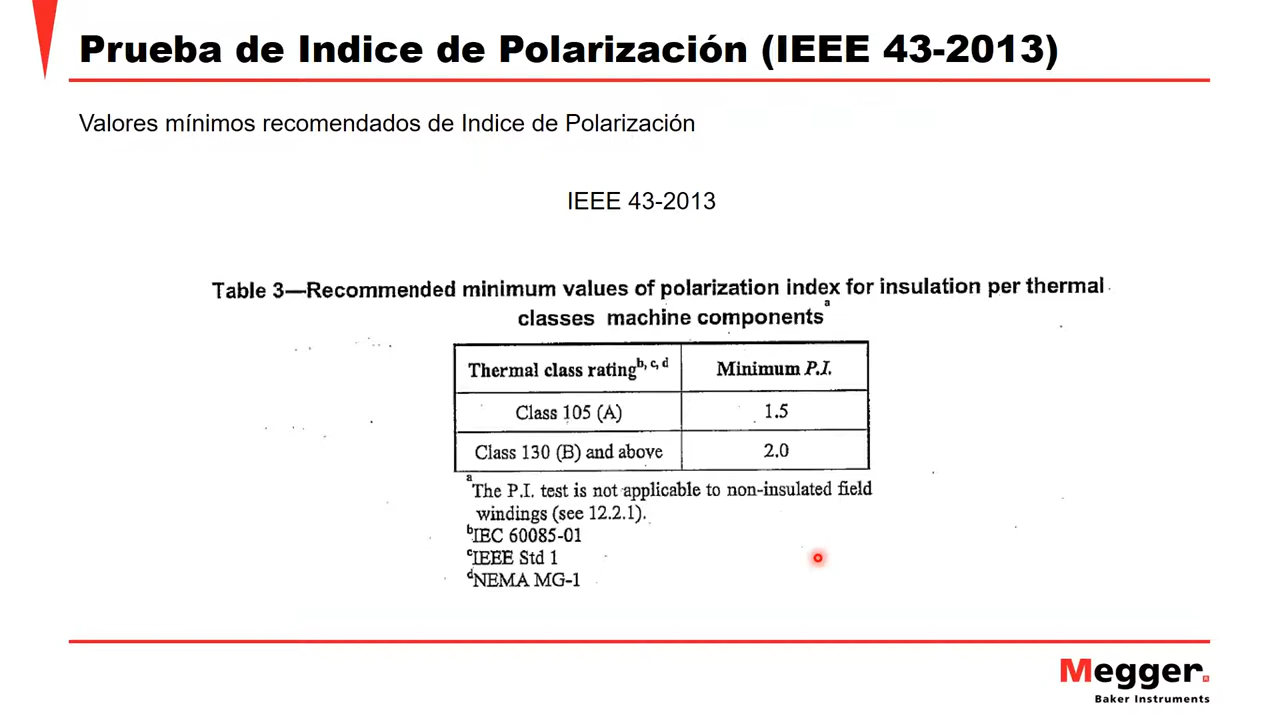 Prueba de Indice de Polarización (IEEE 43-2013)
Valores mínimos recomendados de Indice de Polarización
IEEE 43-2013
Table 3—Recommended minimum values of polarization index for insulation per thermal
classes machine components a
Thermal class rating b, c, d Minimum P.I.
Class 105 (A) 1.5
Class 130 (B) and above 2.0
a The P.I. test is not applicable to non-insulated field
windings (see 12.2.1).
b IEC 60085-01
c IEEE Std 1
d NEMA MG-1
Megger.
Baker Instruments